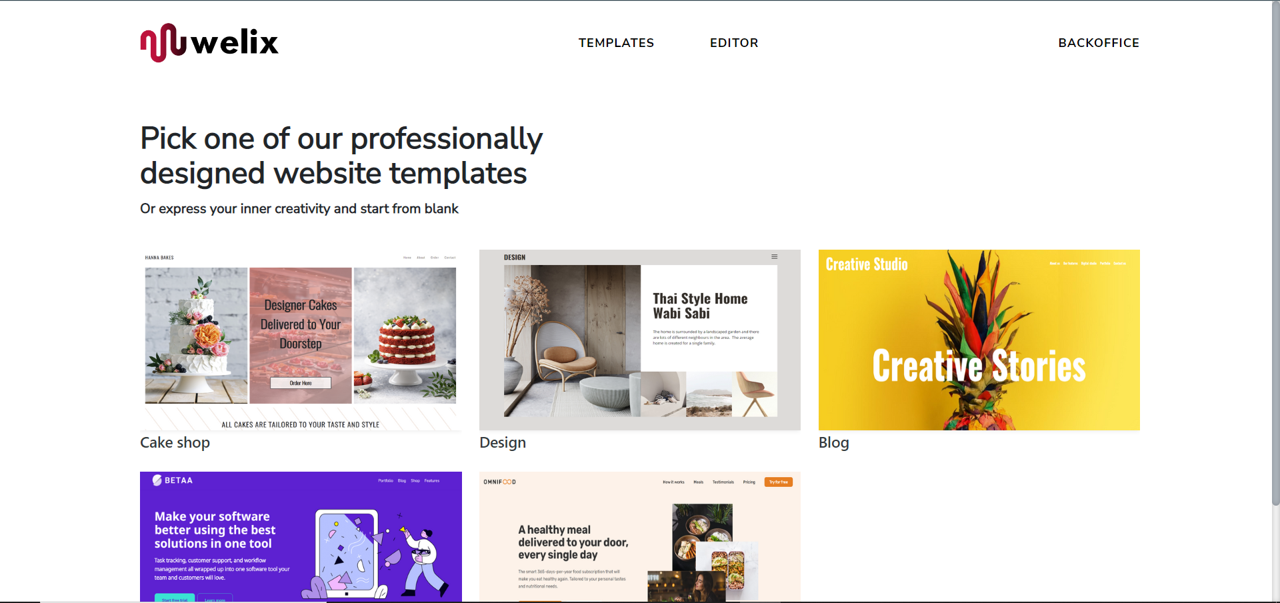 welix
TEMPLATES
EDITOR
BACKOFFICE
Pick one of our professionally
designed website templates
Or express your inner creativity and start from blank
HANNA BAKES
Designer Cakes
Delivered to Your
Doorstep
Order Here
ALL CAKES ARE TAILORED TO YOUR TASTE AND STYLE
Cake shop
DESIGN
Thai Style Home
Wabi Sabi
The home is surrounded by a landscaped garden and there
are lots of different neighbours in the area. The average
home is created for a single family.
Design
Creative Studio
Creative Stories
Blog
BETAA
Portfolio Blog Shop Features
Make your software
better using the best
solutions in one tool
Task tracking, customer support, and workflow
management all wrapped up into one software tool your
team and customers will love.
Start free trial
Learn more
OMNIFOOD
How it works Meals Testimonials Pricing Try for free
A healthy meal
delivered to your door,
every single day
The smart 365-days-per-year food subscription that will
make you eat healthy again. Tailored to your personal tastes
and nutritional needs.